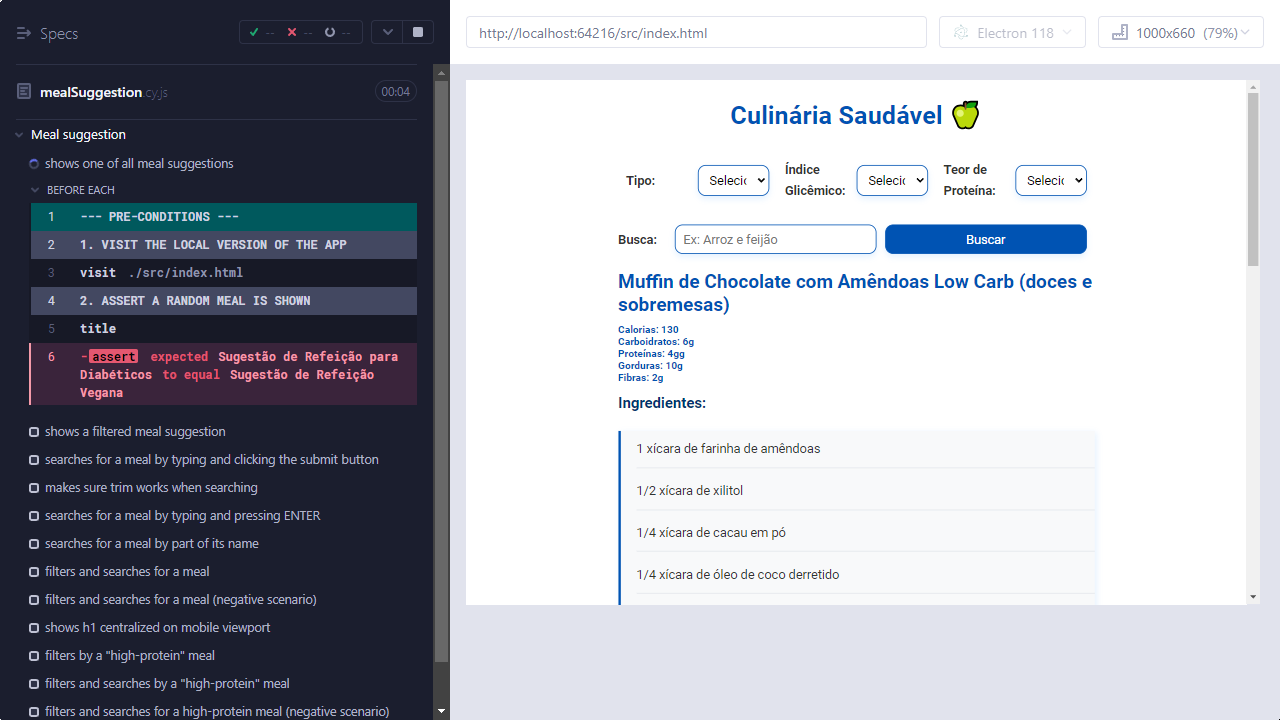 Specs
--
--
--
mealSuggestion.cy.js
00:04
Meal suggestion
shows one of all meal suggestions
BEFORE EACH
1 --- PRE-CONDITIONS ---
2 1. VISIT THE LOCAL VERSION OF THE APP
3 visit ./src/index.html
4 2. ASSERT A RANDOM MEAL IS SHOWN
5 title
6 -assert expected Sugestão de Refeição para
Diabéticos to equal Sugestão de Refeição
Vegana
shows a filtered meal suggestion
searches for a meal by typing and clicking the submit button
makes sure trim works when searching
searches for a meal by typing and pressing ENTER
searches for a meal by part of its name
filters and searches for a meal
filters and searches for a meal (negative scenario)
shows h1 centralized on mobile viewport
filters by a "high-protein" meal
filters and searches by a "high-protein" meal
filters and searches for a high-protein meal (negative scenario)
http://localhost:64216/src/index.html
Electron 118
1000x660 (79%)
Culinária Saudável
Tipo:
Selecio
Índice
Glicêmico:
Selecio
Teor de
Proteína:
Selecio
Busca:
Ex: Arroz e feijão
Buscar
Muffin de Chocolate com Amêndoas Low Carb (doces e
sobremesas)
Calorias: 130
Carboidratos: 6g
Proteínas: 4gg
Gorduras: 10g
Fibras: 2g
Ingredientes:
1 xícara de farinha de amêndoas
1/2 xícara de xilitol
1/4 xícara de cacau em pó
1/4 xícara de óleo de coco derretido